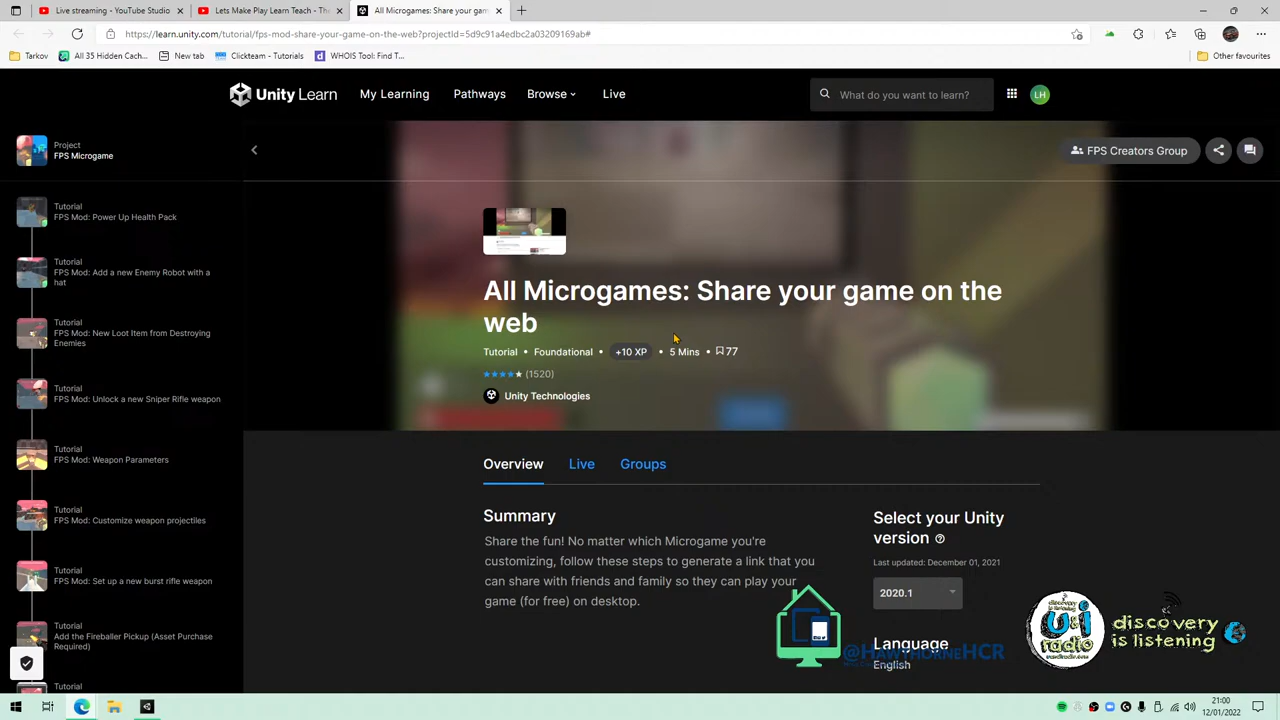 Live streaming - YouTube Studio
Lets Make Play Learn Teach - The
All Microgames: Share your gam
https://learn.unity.com/tutorial/fps-mod-share-your-game-on-the-web?projectId=5d9c91a4edbc2a03209169ab#
Tarkov
All 35 Hidden Cach...
New tab
Clickteam - Tutorials
WHOIS Tool: Find T...
Other favourites
Unity Learn
My Learning
Pathways
Browse
Live
What do you want to learn?
LH
Project
FPS Microgame
FPS Creators Group
Tutorial
FPS Mod: Power Up Health Pack
Tutorial
FPS Mod: Add a new Enemy Robot with a
hat
Tutorial
FPS Mod: New Loot Item from Destroying
Enemies
Tutorial
FPS Mod: Unlock a new Sniper Rifle weapon
Tutorial
FPS Mod: Weapon Parameters
Tutorial
FPS Mod: Customize weapon projectiles
Tutorial
FPS Mod: Set up a new burst rifle weapon
Tutorial
Add the Fireballer Pickup (Asset Purchase
Required)
Tutorial
All Microgames: Share your game on the
web
Tutorial • Foundational • +10 XP • 5 Mins • 77
(1520)
Unity Technologies
Overview
Live
Groups
Summary
Share the fun! No matter which Microgame you're
customizing, follow these steps to generate a link that you
can share with friends and family so they can play your
game (for free) on desktop.
Select your Unity
version
Last updated: December 01, 2021
2020.1
Language
English
@HAWTHORNEHCR
discovery
is listening
u&i
radio
discovery
is listening
21:00
12/01/2022